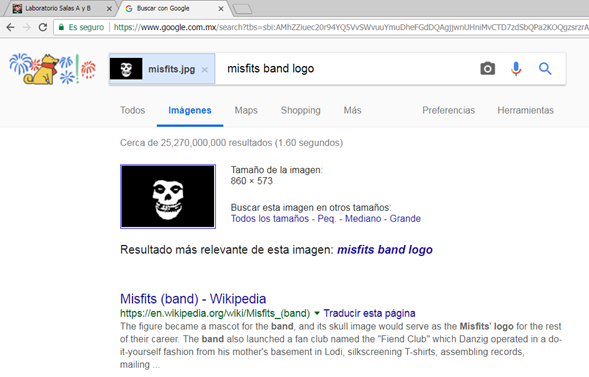 Laboratorio Salas A y B
Buscar con Google
Es seguro
https://www.google.com.mx/search?tbs=sbi:
misfits.jpg
misfits band logo
Todos Imágenes Maps Shopping Más Preferencias Herramientas
Cerca de 25,270,000,000 resultados (1.60 segundos)
Tamaño de la imagen:
860 × 573
Buscar esta imagen en otros tamaños:
Todos los tamaños - Peq. - Mediano - Grande
Resultado más relevante de esta imagen: misfits band logo
Misfits (band) - Wikipedia
https://en.wikipedia.org/wiki/Misfits_(band) Traducir esta página
The figure became a mascot for the band, and its skull image would serve as the Misfits' logo for the rest
of their career. The band also launched a fan club named the "Fiend Club" which Danzig operated in a do-
it-yourself fashion from his mother's basement in Lodi, silkscreening T-shirts, assembling records,
mailing ...